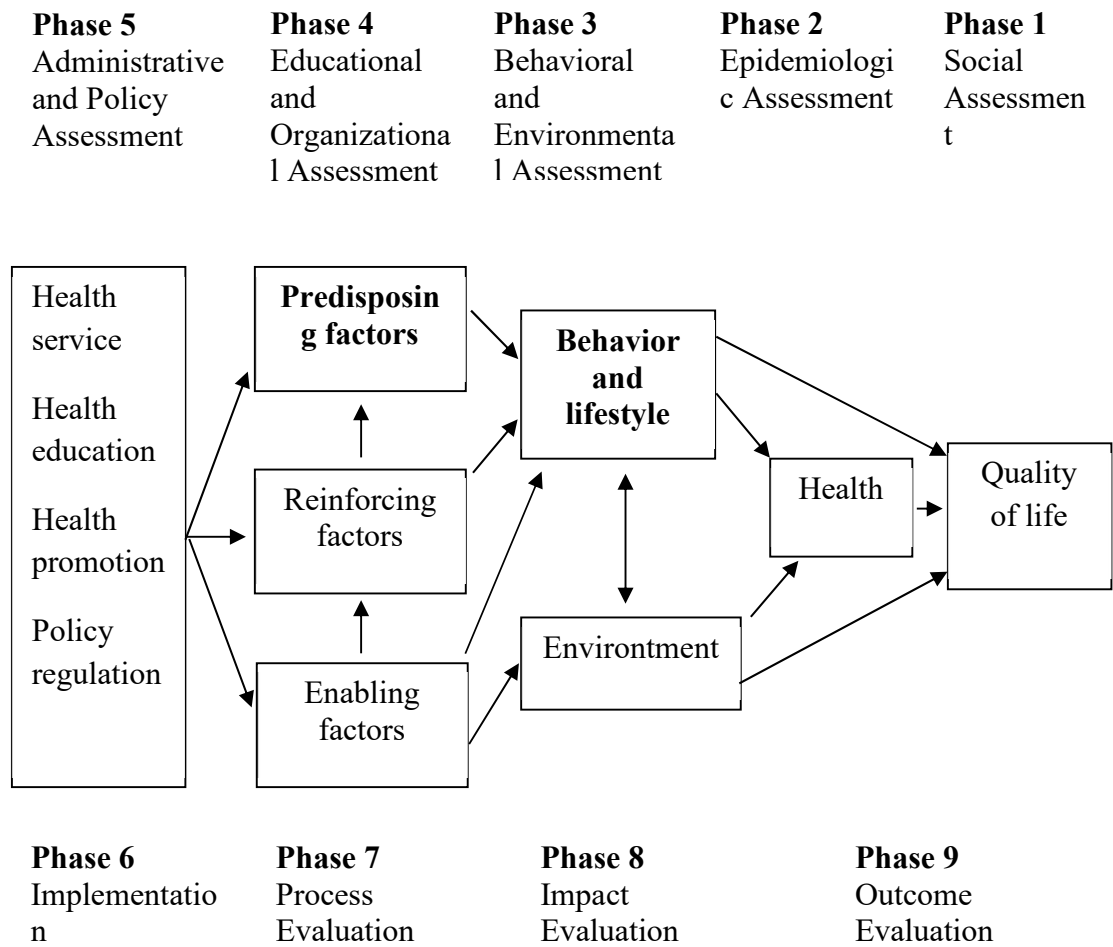 Phase 5
Administrative
and Policy
Assessment
Phase 4
Educational
and
Organizationa
l Assessment
Phase 3
Behavioral
and
Environmenta
l Assessment
Phase 2
Epidemiologi
c Assessment
Phase 1
Social
Assessmen
t
Health
service
Health
education
Health
promotion
Policy
regulation
Predisposin
g factors
Reinforcing
factors
Enabling
factors
Behavior
and
lifestyle
Environtment
Health
Quality
of life
Phase 6
Implementatio
n
Phase 7
Process
Evaluation
Phase 8
Impact
Evaluation
Phase 9
Outcome
Evaluation